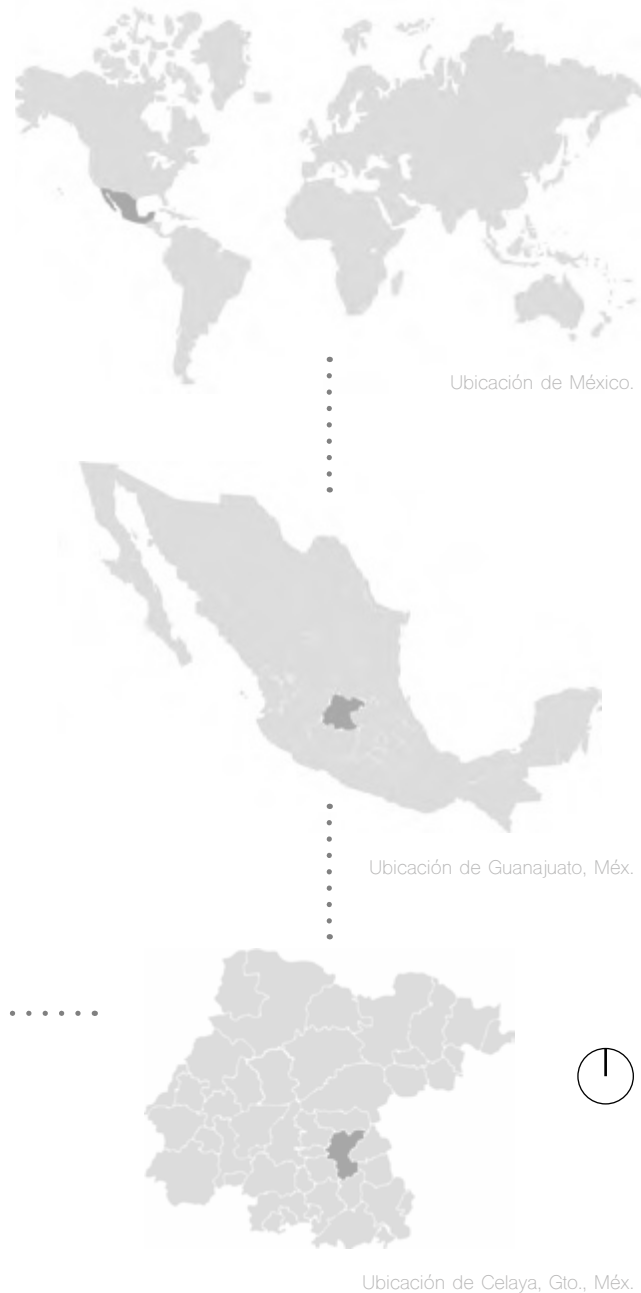 Ubicación de México.
Ubicación de Guanajuato, Méx.
Ubicación de Celaya, Gto., Méx.